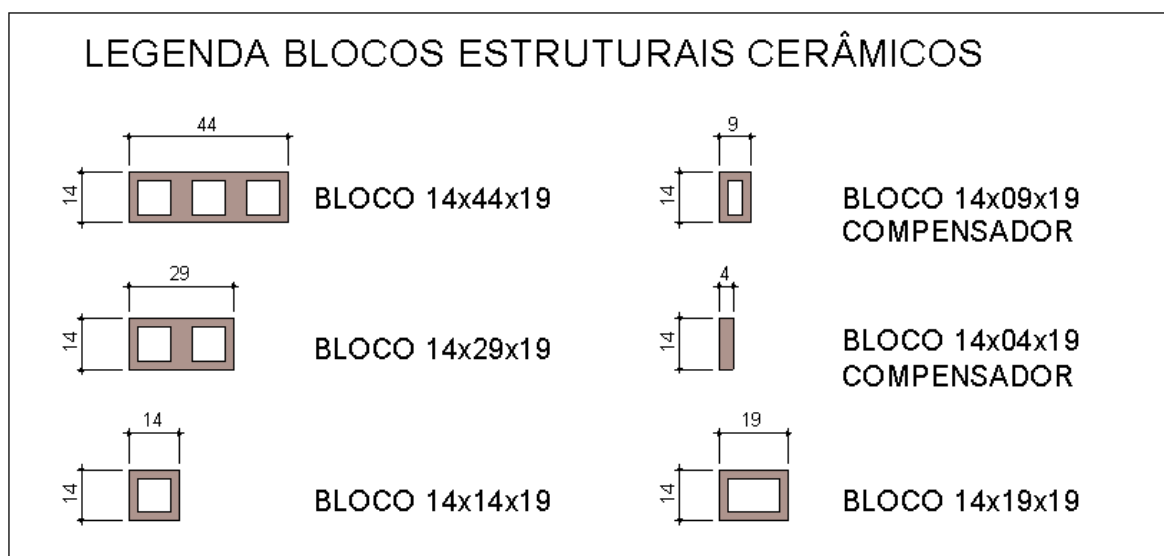 LEGENDA BLOCOS ESTRUTURAIS CERÂMICOS
44
14
BLOCO 14x44x19
9
14
BLOCO 14x09x19
COMPENSADOR
29
14
BLOCO 14x29x19
4
14
BLOCO 14x04x19
COMPENSADOR
14
14
BLOCO 14x14x19
19
14
BLOCO 14x19x19